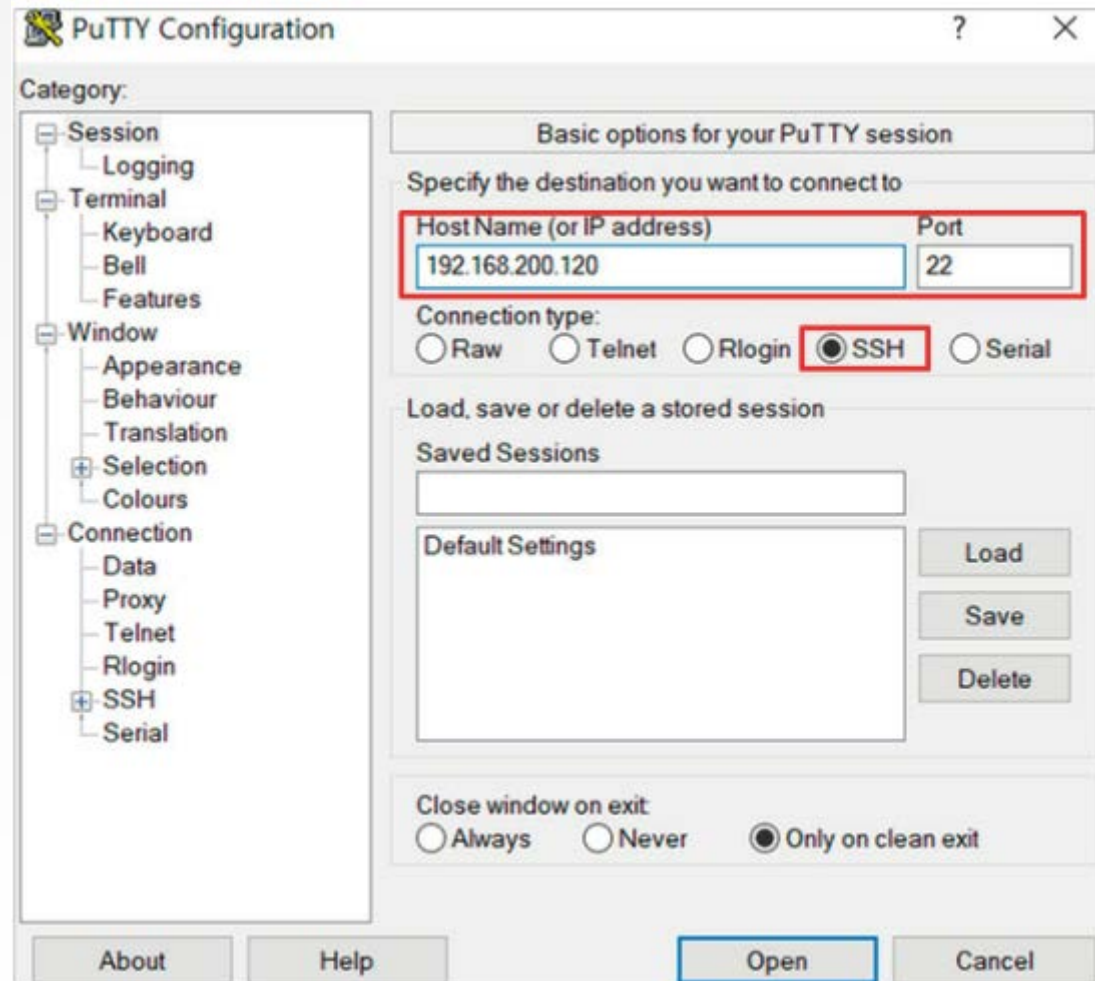 PuTTY Configuration
?
Category:
Session
Logging
Terminal
Keyboard
Bell
Features
Window
Appearance
Behaviour
Translation
Selection
Colours
Connection
Data
Proxy
Telnet
Rlogin
SSH
Serial
Basic options for your PuTTY session
Specify the destination you want to connect to
Host Name (or IP address) Port
192.168.200.120 22
Connection type:
Raw Telnet Rlogin SSH Serial
Load, save or delete a stored session
Saved Sessions
Default Settings
Load
Save
Delete
Close window on exit:
Always Never Only on clean exit
About Help Open Cancel